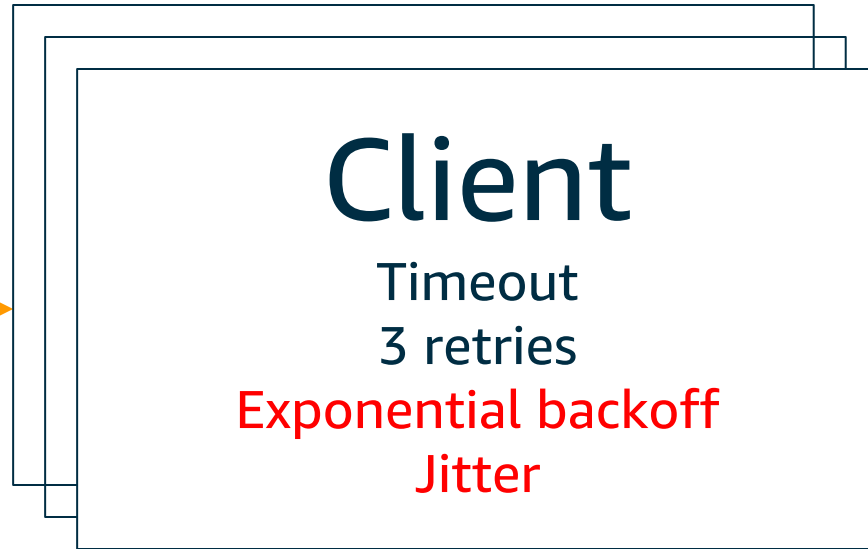 Client
Timeout
3 retries
Exponential backoff
Jitter